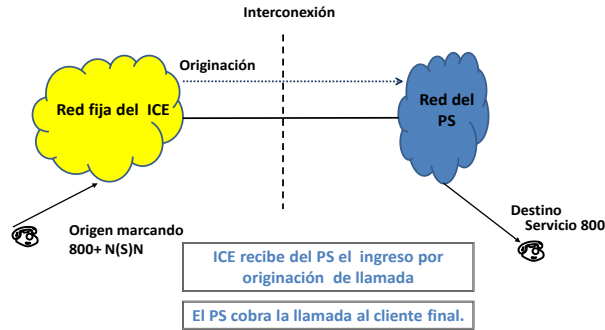 Interconexión
Originación
Red fija del ICE
Red del
PS
Origen marcando
800+ N(S)N
Destino
Servicio 800
ICE recibe del PS el ingreso por
originación de llamada
El PS cobra la llamada al cliente final.